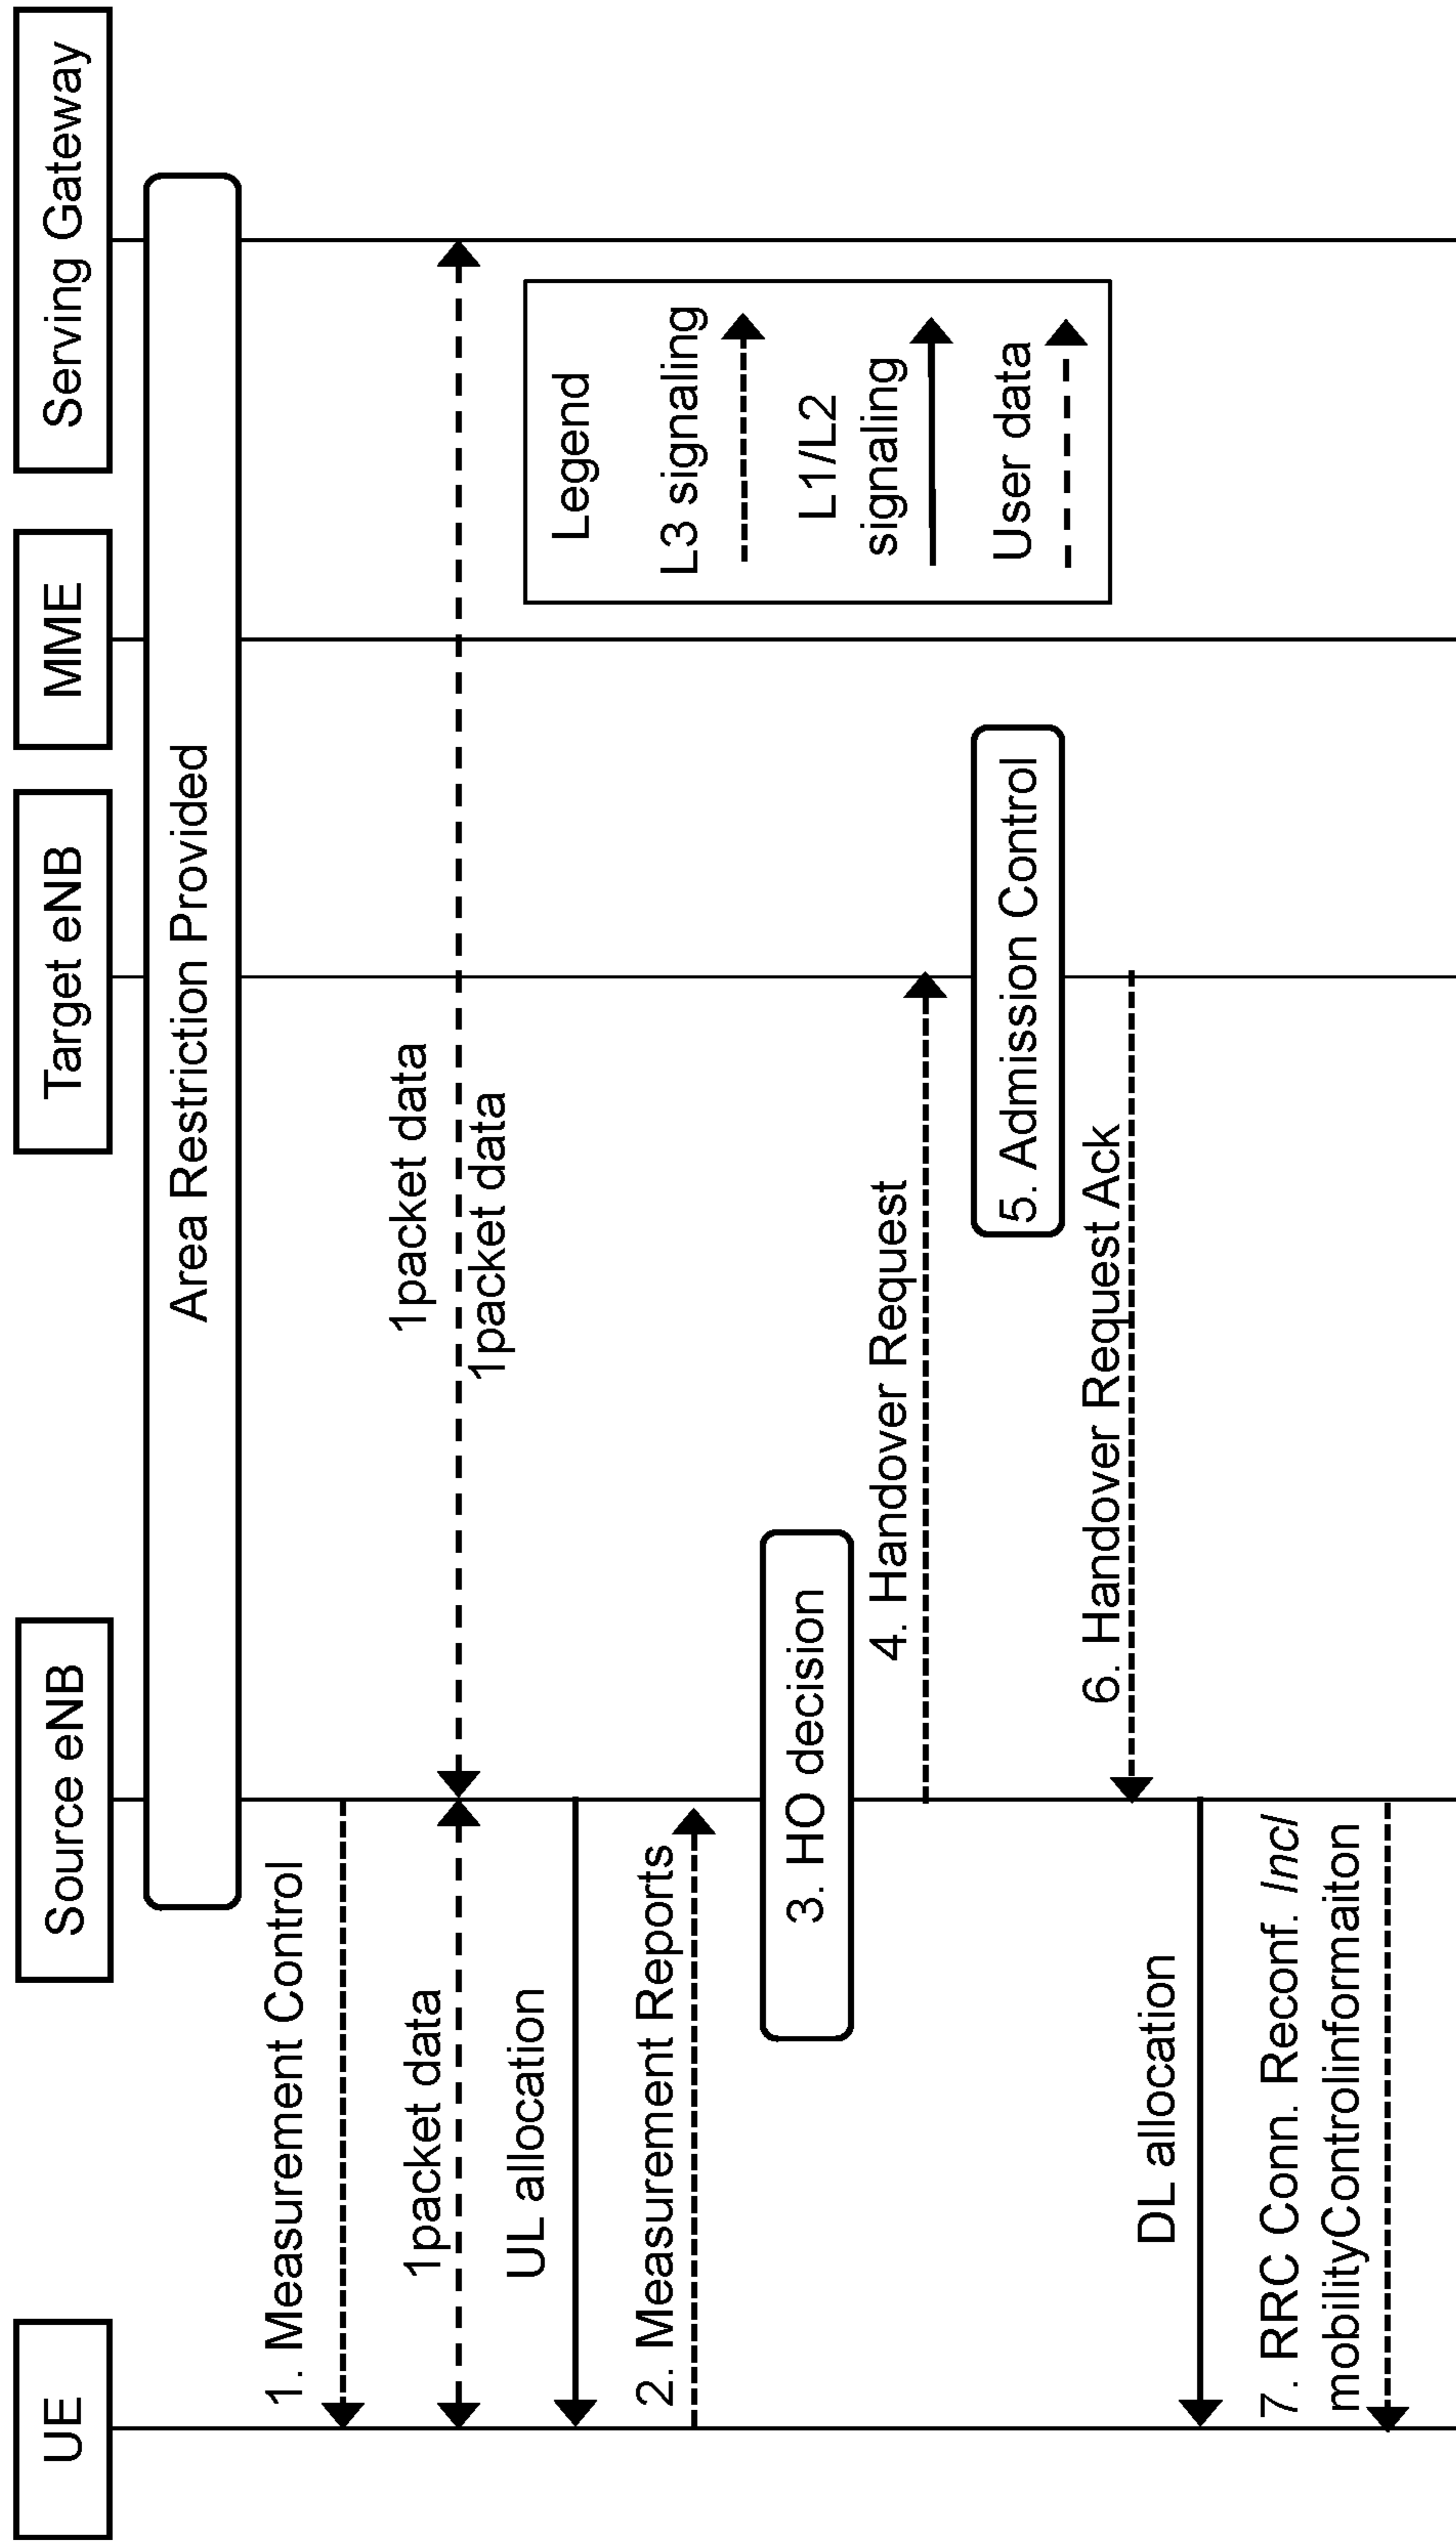 UE
Source eNB
Target eNB
MME
Serving Gateway
Area Restriction Provided
1. Measurement Control
1packet data
1packet data
1packet data
UL allocation
2. Measurement Reports
3. HO decision
4. Handover Request
5. Admission Control
6. Handover Request Ack
DL allocation
7. RRC Conn. Reconf. Incl
mobilityControlinformaiton
Legend
L3 signaling
L1/L2
signaling
User data